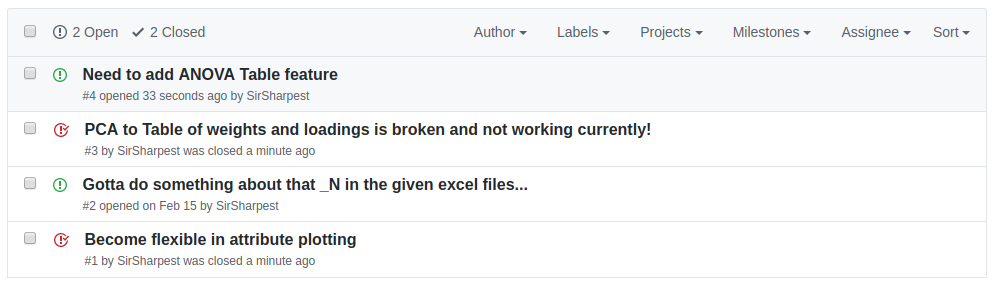 2 Open 2 Closed Author Labels Projects Milestones Assignee Sort
Need to add ANOVA Table feature
#4 opened 33 seconds ago by SirSharpest
PCA to Table of weights and loadings is broken and not working currently!
#3 by SirSharpest was closed a minute ago
Gotta do something about that _N in the given excel files...
#2 opened on Feb 15 by SirSharpest
Become flexible in attribute plotting
#1 by SirSharpest was closed a minute ago